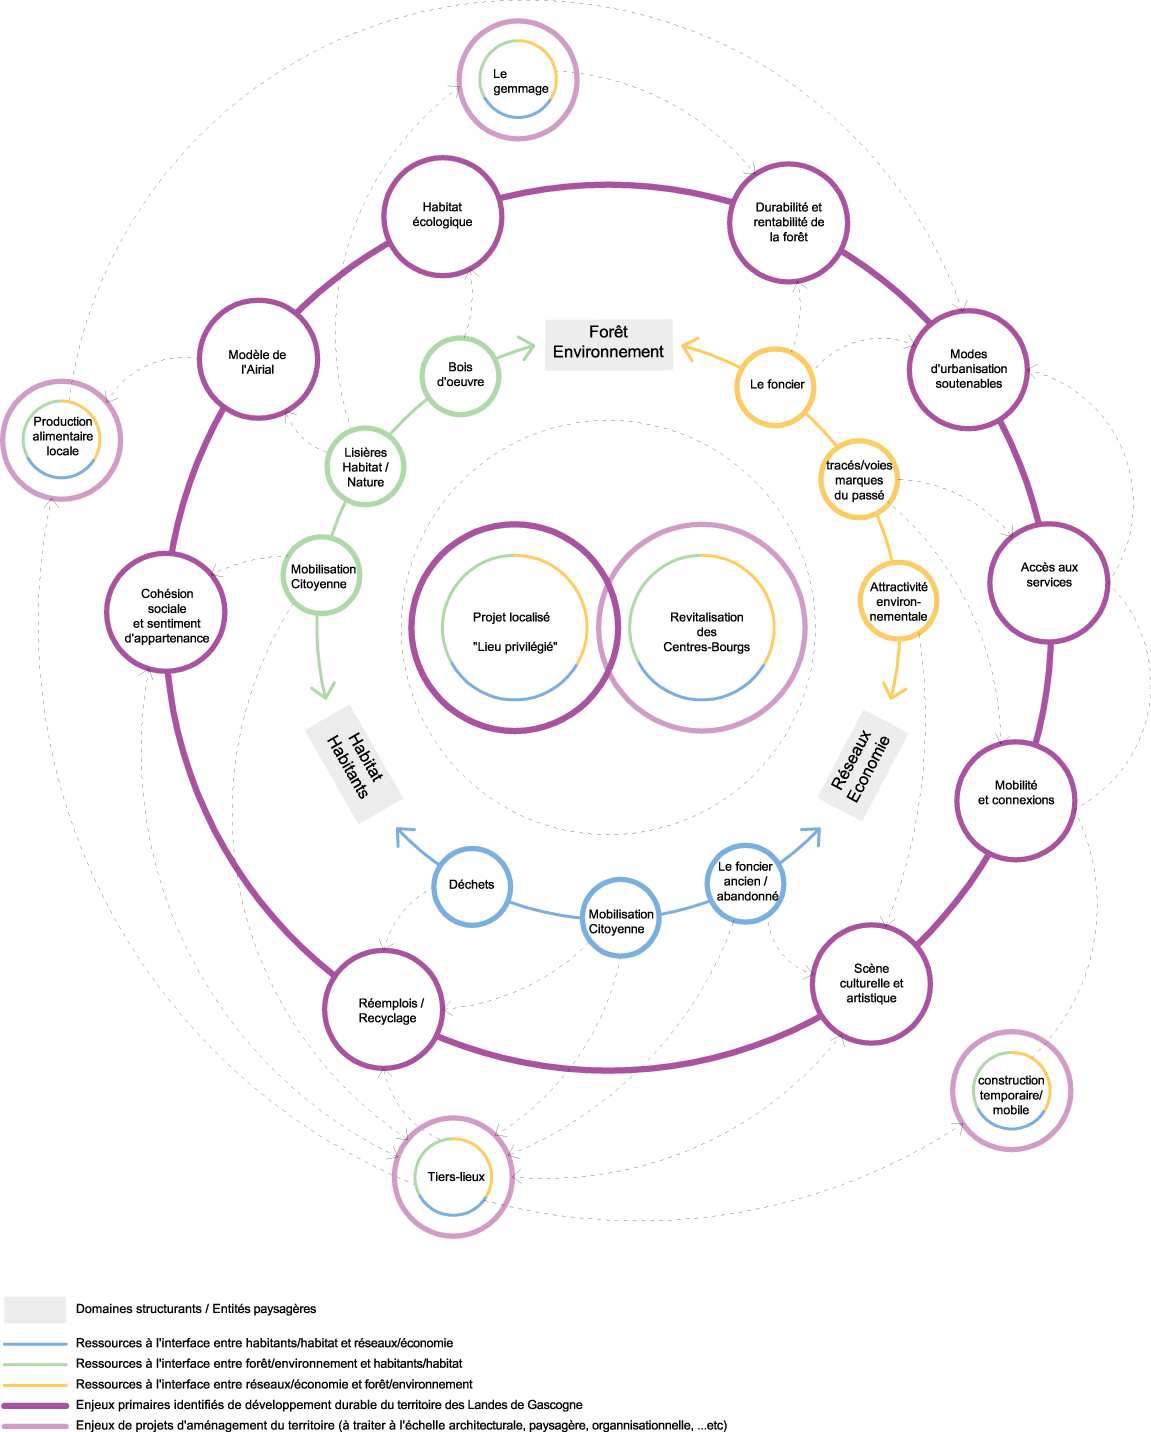 Le
gemmage
Habitat
écologique
Durabilité et
rentabilité de
la forêt
Forêt
Environnement
Modèle de
l'Airial
Bois
d'oeuvre
Le foncier
Modes
d'urbanisation
soutenables
Production
alimentaire
locale
Lisières
Habitat /
Nature
tracés/voies
marques
du passé
Mobilisation
Citoyenne
Attractivité
environ-
nementale
Accès aux
services
Cohésion
sociale
et sentiment
d'appartenance
Projet localisé
"Lieu privilégié"
Revitalisation
des
Centres-Bourgs
Habitat
Habitants
Réseaux
Economie
Mobilité
et connexions
Déchets
Mobilisation
Citoyenne
Le foncier
ancien /
abandonné
Réemplois /
Recyclage
Scène
culturelle et
artistique
construction
temporaire/
mobile
Tiers-lieux
Domaines structurants / Entités paysagères
Ressources à l'interface entre habitants/habitat et réseaux/économie
Ressources à l'interface entre forêt/environnement et habitants/habitat
Ressources à l'interface entre réseaux/économie et forêt/environnement
Enjeux primaires identifiés de développement durable du territoire des Landes de Gascogne
Enjeux de projets d'aménagement du territoire (à traiter à l'échelle architecturale, paysagère, organnisationnelle, ...etc)